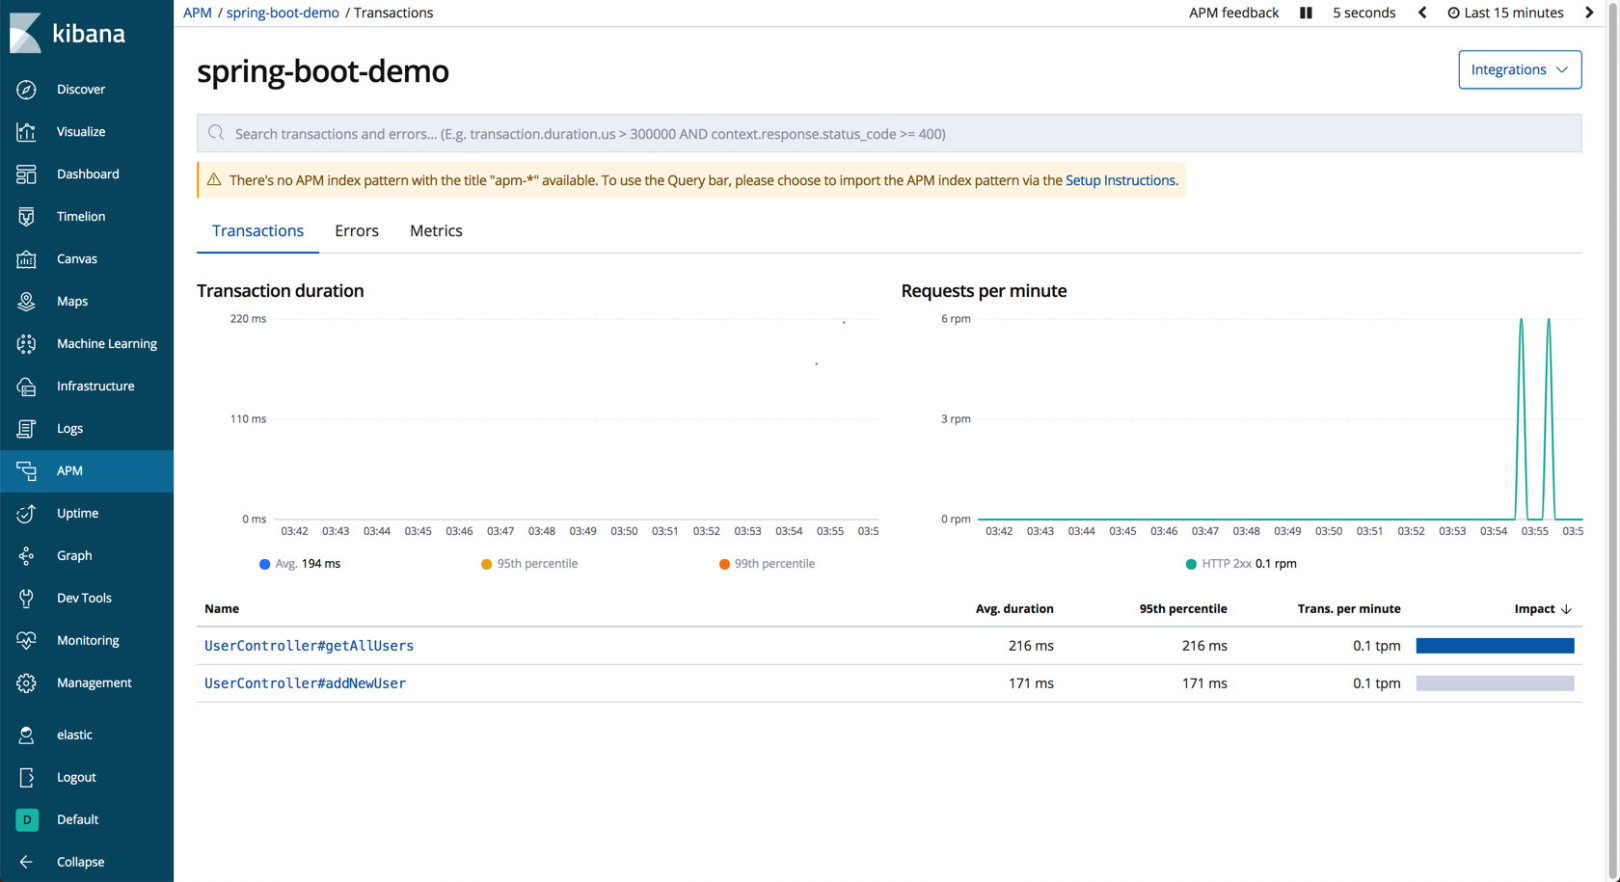 kibana
Discover
Visualize
Dashboard
Timelion
Canvas
Maps
Machine Learning
Infrastructure
Logs
APM
Uptime
Graph
Dev Tools
Monitoring
Management
elastic
Logout
D Default
Collapse
APM / spring-boot-demo / Transactions
APM feedback 5 seconds Last 15 minutes
spring-boot-demo
Integrations
Search transactions and errors... (E.g. transaction.duration.us > 300000 AND context.response.status_code >= 400)
There's no APM index pattern with the title "apm-*" available. To use the Query bar, please choose to import the APM index pattern via the Setup Instructions.
Transactions Errors Metrics
Transaction duration
220 ms
110 ms
0 ms
03:42 03:43 03:44 03:45 03:46 03:47 03:48 03:49 03:50 03:51 03:52 03:53 03:54 03:55 03:5
Avg. 194 ms 95th percentile 99th percentile
Requests per minute
6 rpm
3 rpm
0 rpm
03:42 03:43 03:44 03:45 03:46 03:47 03:48 03:49 03:50 03:51 03:52 03:53 03:54 03:55 03:5
HTTP 2xx 0.1 rpm
Name Avg. duration 95th percentile Trans. per minute Impact
UserController#getAllUsers 216 ms 216 ms 0.1 tpm
UserController#addNewUser 171 ms 171 ms 0.1 tpm